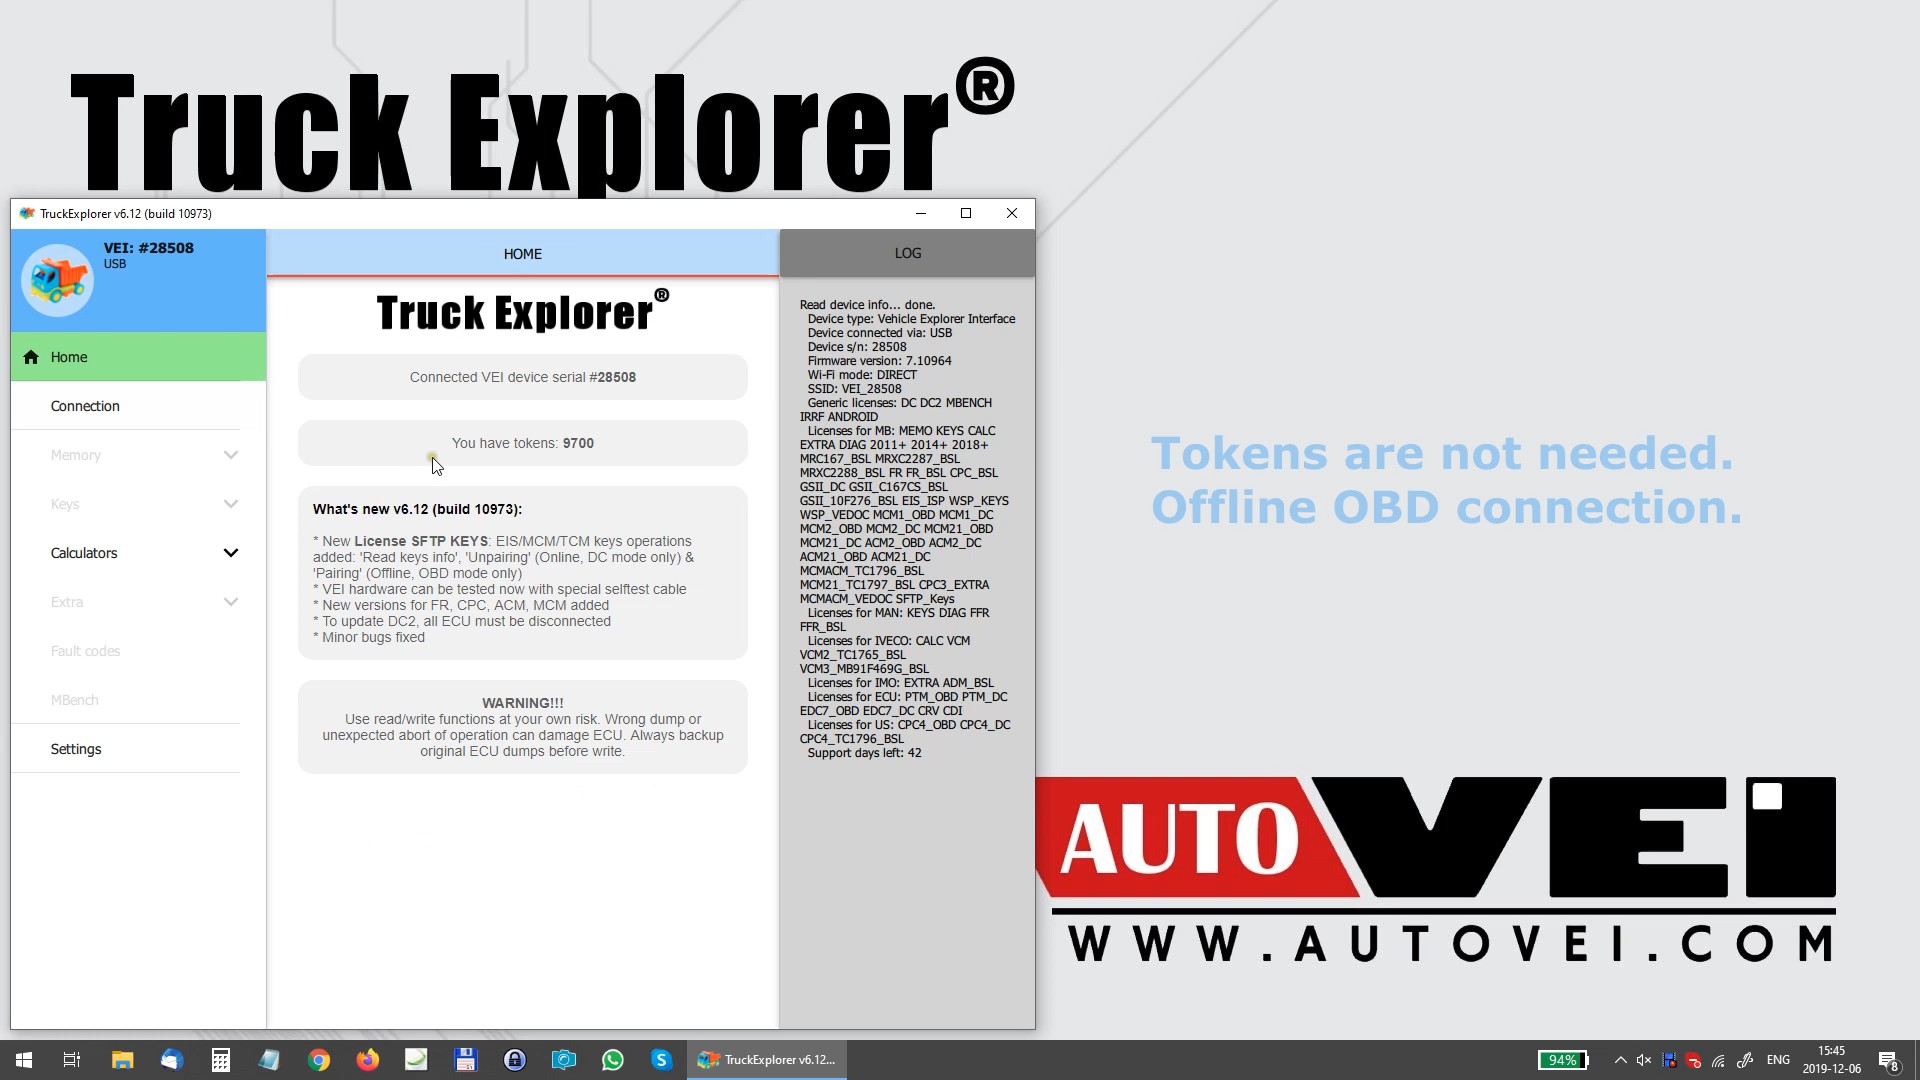 Truck Explorer®
TruckExplorer v6.12 (build 10973)
VEI: #28508
USB
Home
Connection
Memory
Keys
Calculators
Extra
Fault codes
MBench
Settings
HOME
Truck Explorer®
Connected VEI device serial #28508
You have tokens: 9700
What's new v6.12 (build 10973):
* New License SFTP KEYS: EIS/MCM/TCM keys operations
added: 'Read keys info', 'Unpairing' (Online, DC mode only) &
'Pairing' (Offline, OBD mode only)
* VEI hardware can be tested now with special selftest cable
* New versions for FR, CPC, ACM, MCM added
* To update DC2, all ECU must be disconnected
* Minor bugs fixed
WARNING!!!
Use read/write functions at your own risk. Wrong dump or
unexpected abort of operation can damage ECU. Always backup
original ECU dumps before write.
LOG
Read device info... done.
Device type: Vehicle Explorer Interface
Device connected via: USB
Device s/n: 28508
Firmware version: 7.10964
Wi-Fi mode: DIRECT
SSID: VEI_28508
Generic licenses: DC DC2 MBENCH
IRRF ANDROID
Licenses for MB: MEMO KEYS CALC
EXTRA DIAG 2011+ 2014+ 2018+
MRC167_BSL MRXC2287_BSL
MRXC2288_BSL FR FR_BSL CPC_BSL
GSII_DC GSII_C167CS_BSL
GSII_10F276_BSL EIS_ISP WSP_KEYS
WSP_VEDOC MCM1_OBD MCM1_DC
MCM2_OBD MCM2_DC MCM21_OBD
MCM21_DC ACM2_OBD ACM2_DC
ACM21_OBD ACM21_DC
MCMACM_TC1796_BSL
MCM21_TC1797_BSL CPC3_EXTRA
MCMACM_VEDOC SFTP_Keys
Licenses for MAN: KEYS DIAG FFR
FFR_BSL
Licenses for IVECO: CALC VCM
VCM2_TC1765_BSL
VCM3_MB91F469G_BSL
Licenses for IMO: EXTRA ADM_BSL
Licenses for ECU: PTM_OBD PTM_DC
EDC7_OBD EDC7_DC CRV CDI
Licenses for US: CPC4_OBD CPC4_DC
CPC4_TC1796_BSL
Support days left: 42
Tokens are not needed.
Offline OBD connection.
AUTO VEI
WWW.AUTOVEI.COM
TruckExplorer v6.12...
94%
ENG
15:45
2019-12-06
8